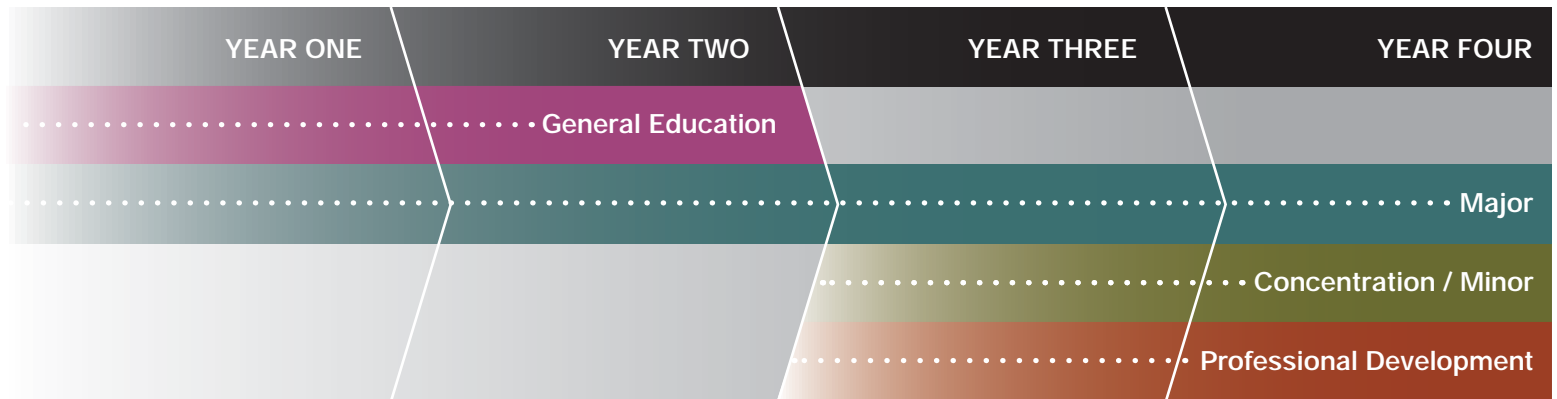 YEAR ONE
YEAR TWO
YEAR THREE
YEAR FOUR
General Education
Major
Concentration / Minor
Professional Development